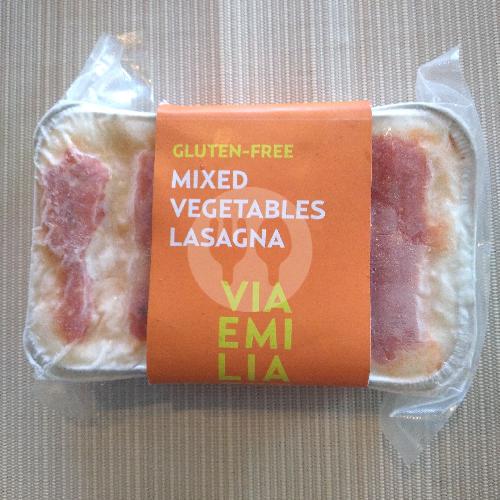 GLUTEN-FREE
MIXED
VEGETABLES
LASAGNA
VIA
EMI
LIA